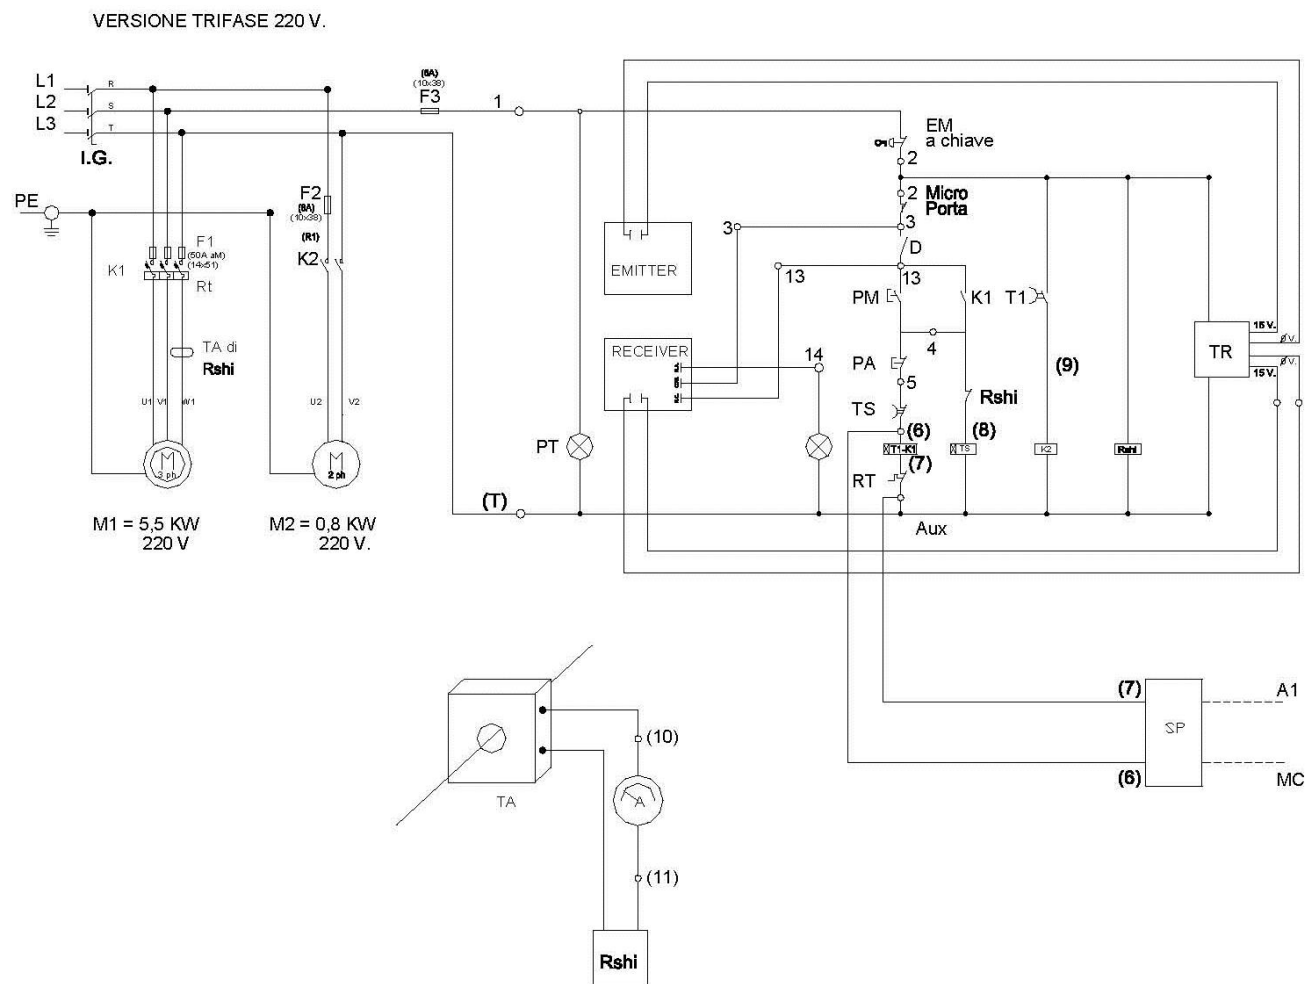 VERSIONE TRIFASE 220 V.
L1
R
(6A)
(10x38)
F3
L2
S
1
L3
T
I.G.
EM
a chiave
2
PE
F2
(6A)
(10x38)
2
Micro
Porta
3
3
(R1)
F1
(50A aM)
(14x51)
K1
K2
Rt
EMITTER
D
13
13
PM
K1
T1
TA di
Rshi
RECEIVER
14
4
15 V.
TR
15 V.
PA
(9)
5
U1
V1
W1
U2
V2
TS
Rshi
(6)
(8)
PT
T1-K1
TS
K2
Rshi
M
3 ph
M
2 ph
(7)
RT
(T)
M1 = 5,5 KW
220 V
M2 = 0,8 KW
220 V.
Aux
(7)
A1
SP
(10)
(6)
MC
TA
A
(11)
Rshi